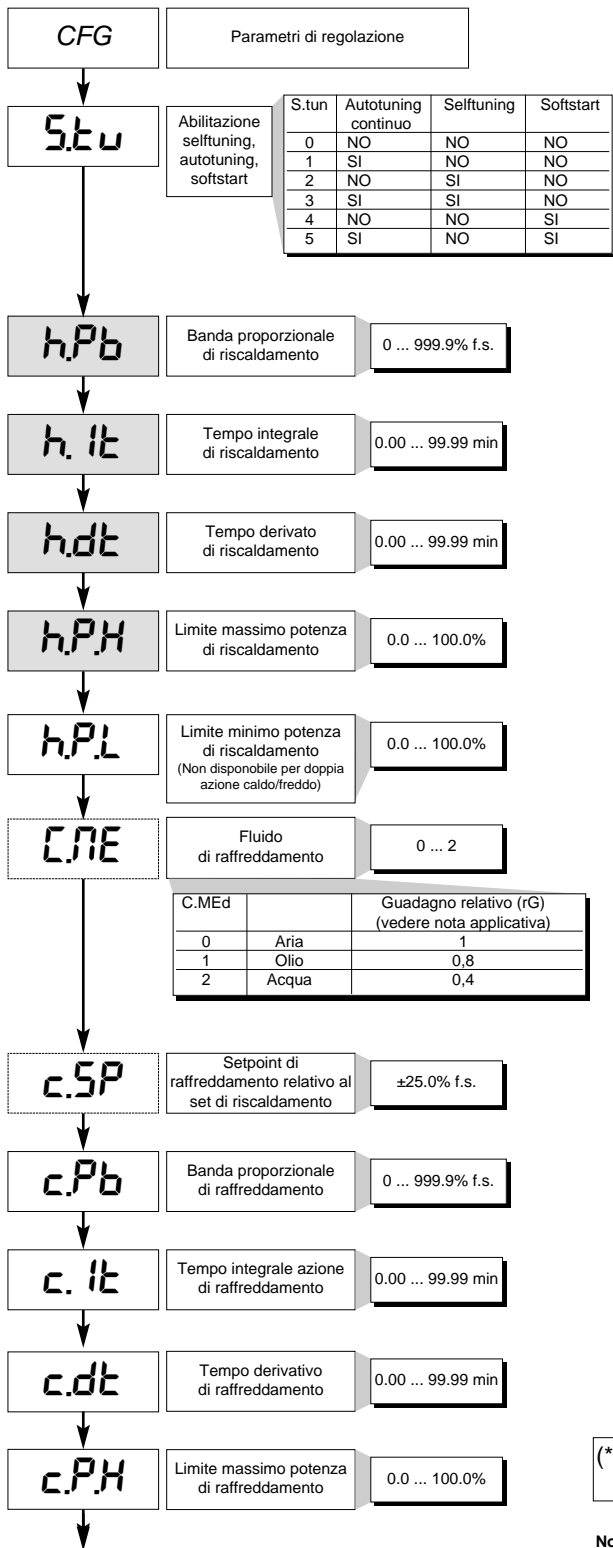 CFG
Parametri di regolazione
S.tu
Abilitazione
selftuning,
autotuning,
softstart
S.tun Autotuning continuo Selftuning Softstart
0 NO NO NO
1 SI NO NO
2 NO SI NO
3 SI SI NO
4 NO NO SI
5 SI NO SI
h.Pb
Banda proporzionale
di riscaldamento
0 ... 999.9% f.s.
h.It
Tempo integrale
di riscaldamento
0.00 ... 99.99 min
h.dt
Tempo derivato
di riscaldamento
0.00 ... 99.99 min
h.P.H
Limite massimo potenza
di riscaldamento
0.0 ... 100.0%
h.P.L
Limite minimo potenza
di riscaldamento
(Non disponobile per doppia
azione caldo/freddo)
0.0 ... 100.0%
C.ME
Fluido
di raffreddamento
0 ... 2
C.MEd Guadagno relativo (rG)
(vedere nota applicativa)
0 Aria 1
1 Olio 0,8
2 Acqua 0,4
c.SP
Setpoint di
raffreddamento relativo al
set di riscaldamento
±25.0% f.s.
c.Pb
Banda proporzionale
di raffreddamento
0 ... 999.9% f.s.
c.It
Tempo integrale azione
di raffreddamento
0.00 ... 99.99 min
c.dt
Tempo derivativo
di raffreddamento
0.00 ... 99.99 min
c.P.H
Limite massimo potenza
di raffreddamento
0.0 ... 100.0%
(*
No